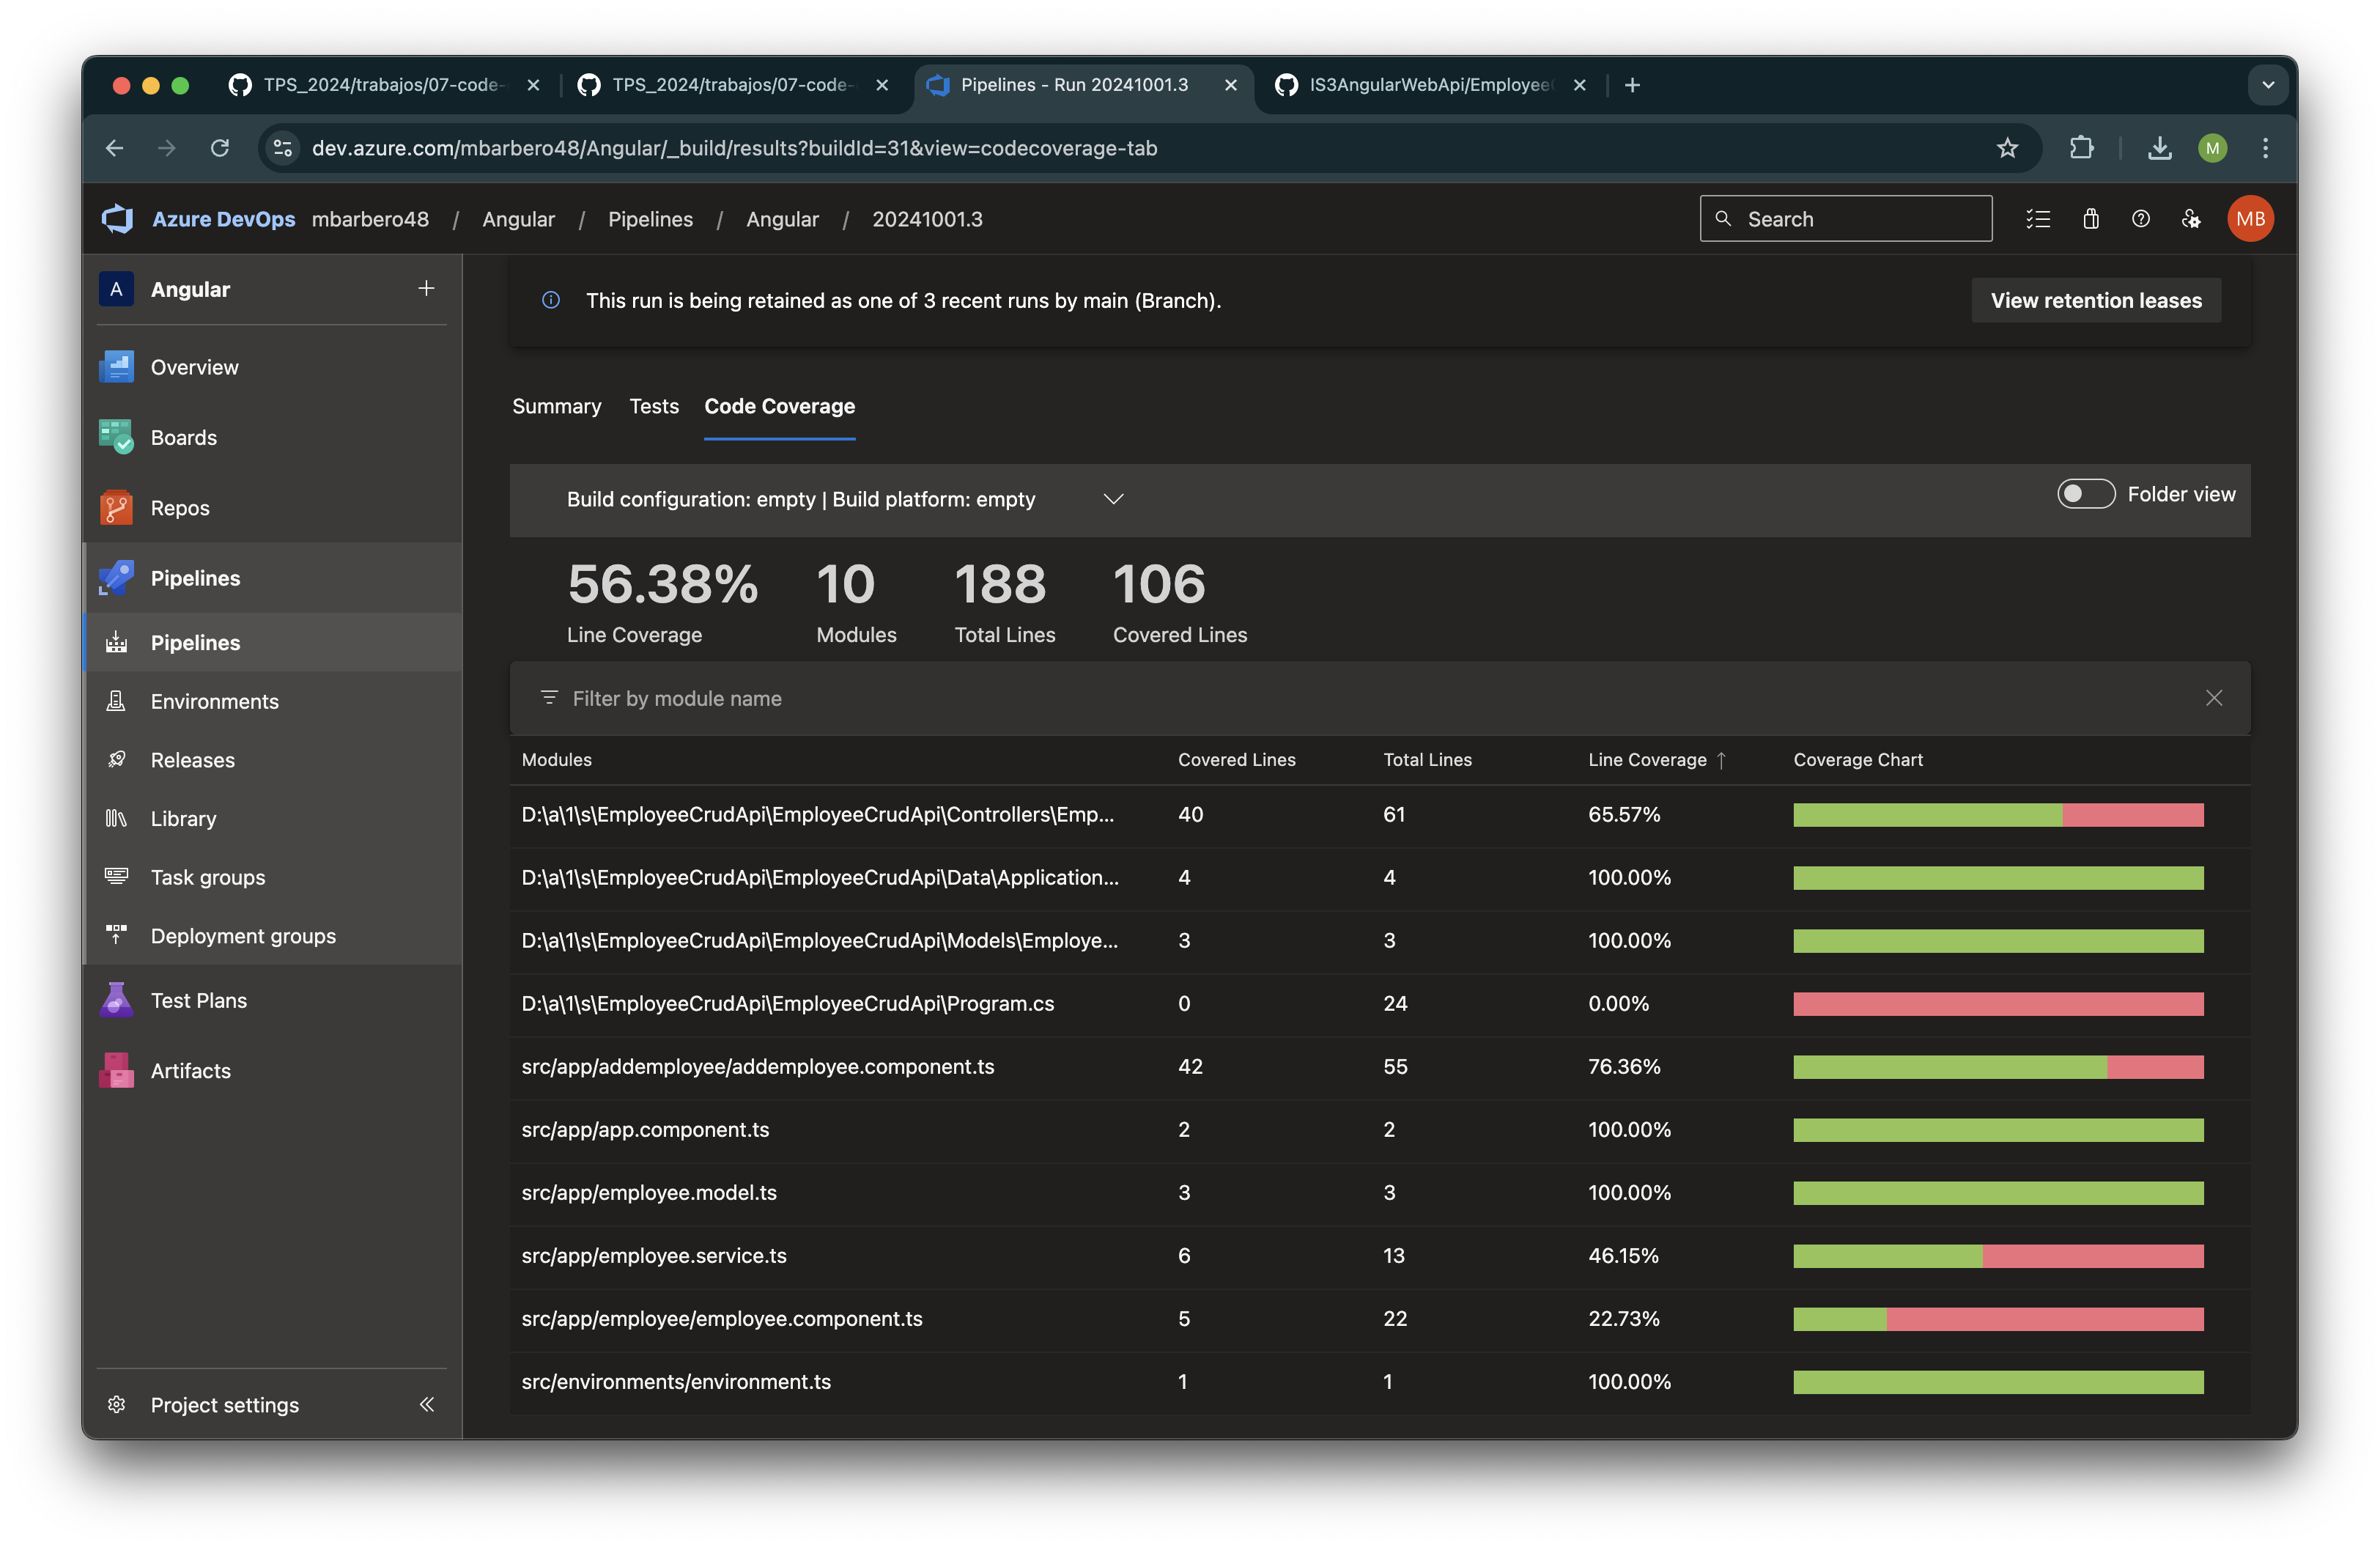 TPS_2024/trabajos/07-code-
TPS_2024/trabajos/07-code-
Pipelines - Run 20241001.3
IS3AngularWebApi/Employee
dev.azure.com/mbarbero48/Angular/_build/results?buildId=31&view=codecoverage-tab
M
Azure DevOps mbarbero48 / Angular / Pipelines / Angular / 20241001.3
Search
MB
A Angular
Overview
Boards
Repos
Pipelines
Pipelines
Environments
Releases
Library
Task groups
Deployment groups
Test Plans
Artifacts
Project settings
This run is being retained as one of 3 recent runs by main (Branch).
View retention leases
Summary Tests Code Coverage
Build configuration: empty | Build platform: empty
Folder view
56.38% 10 188 106
Line Coverage Modules Total Lines Covered Lines
Filter by module name
Modules Covered Lines Total Lines Line Coverage ↑ Coverage Chart
D:\a\1\s\EmployeeCrudApi\EmployeeCrudApi\Controllers\Emp... 40 61 65.57%
D:\a\1\s\EmployeeCrudApi\EmployeeCrudApi\Data\Application... 4 4 100.00%
D:\a\1\s\EmployeeCrudApi\EmployeeCrudApi\Models\Employe... 3 3 100.00%
D:\a\1\s\EmployeeCrudApi\EmployeeCrudApi\Program.cs 0 24 0.00%
src/app/addemployee/addemployee.component.ts 42 55 76.36%
src/app/app.component.ts 2 2 100.00%
src/app/employee.model.ts 3 3 100.00%
src/app/employee.service.ts 6 13 46.15%
src/app/employee/employee.component.ts 5 22 22.73%
src/environments/environment.ts 1 1 100.00%